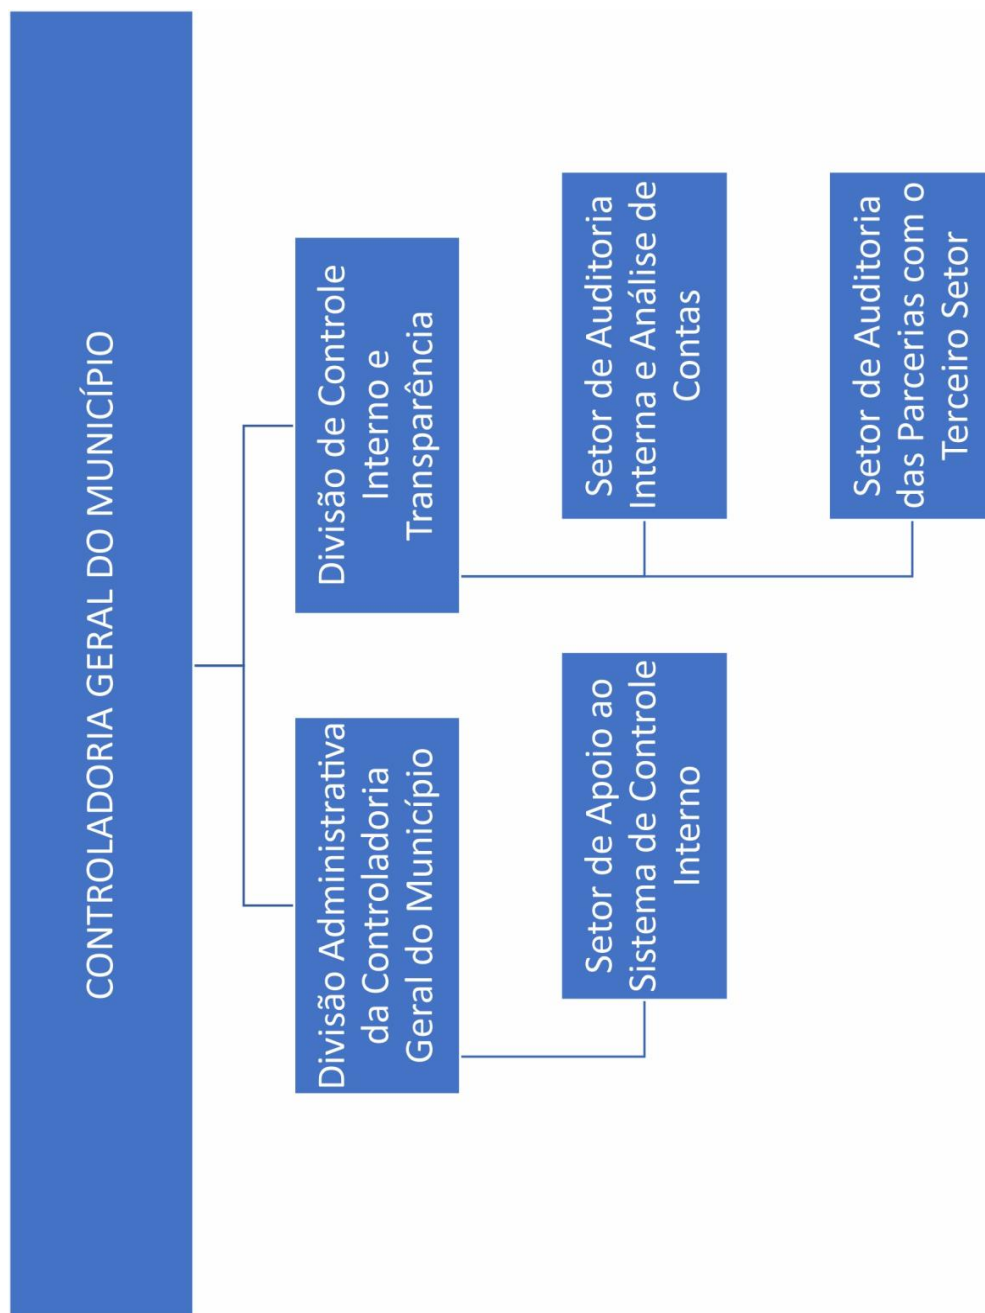 CONTROLADORIA GERAL DO MUNICÍPIO
Divisão Administrativa
da Controladoria
Geral do Município
Divisão de Controle
Interno e
Transparência
Setor de Apoio ao
Sistema de Controle
Interno
Setor de Auditoria
Interna e Análise de
Contas
Setor de Auditoria
das Parcerias com o
Terceiro Setor